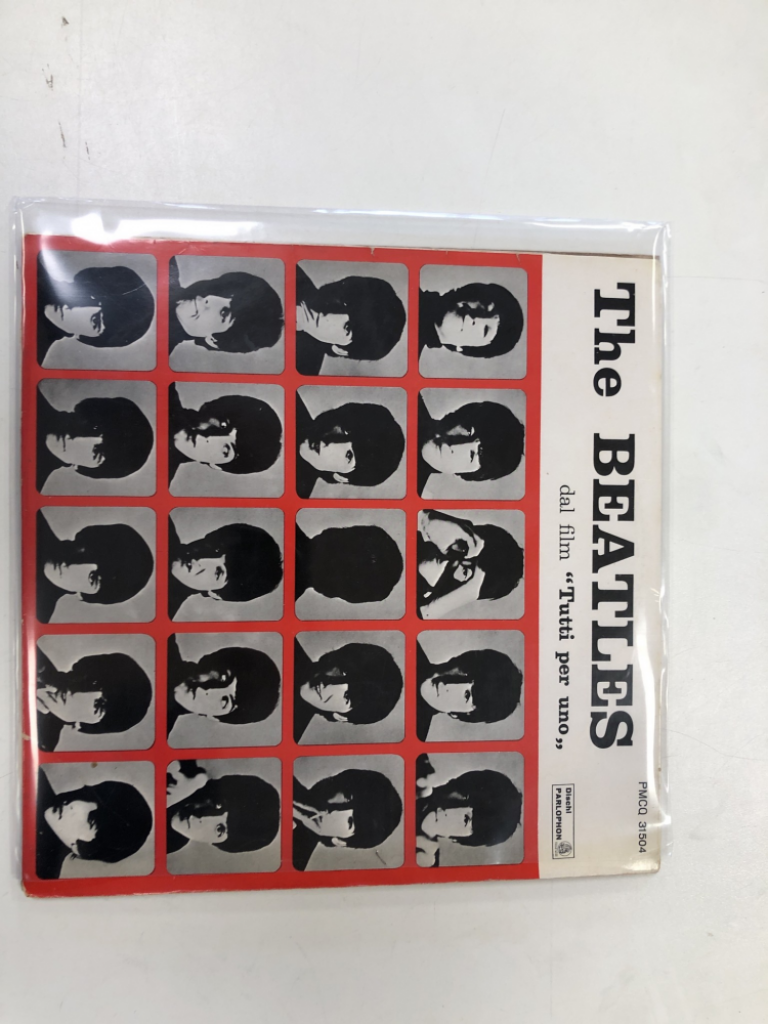 PMCQ 31504
The BEATLES
dal film “Tutti per uno„
Dischi
PARLOPHON